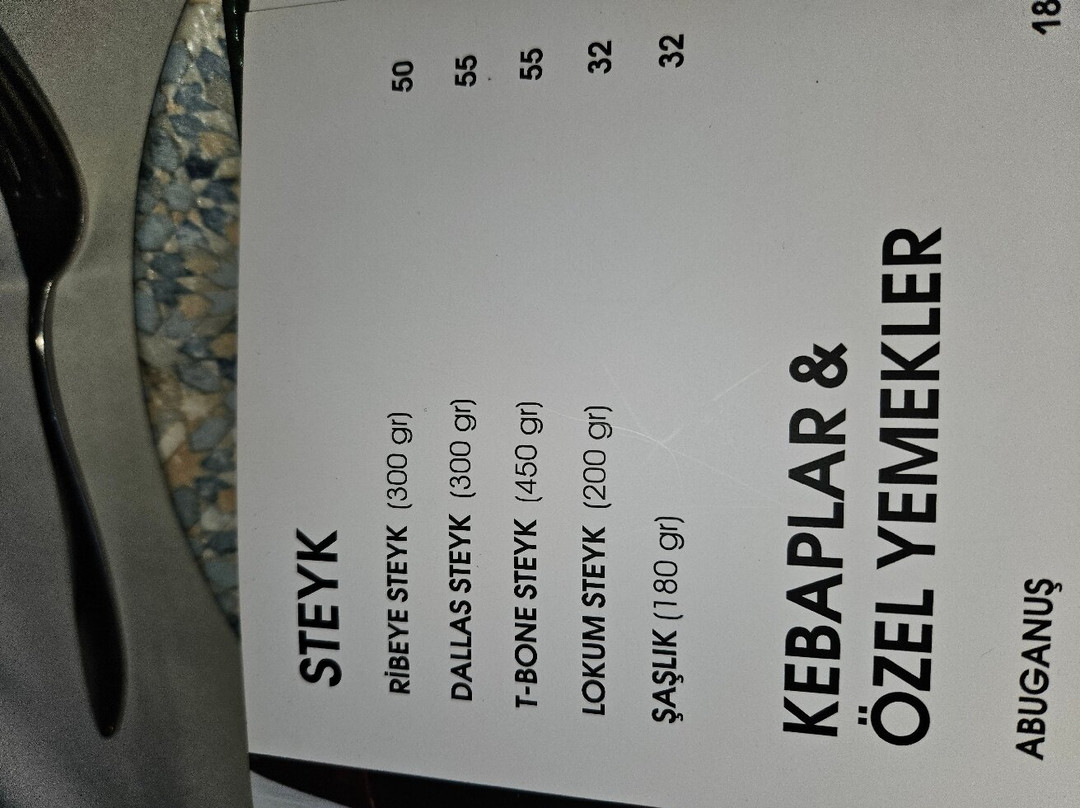 STEYK
RİBEYE STEYK (300 gr) 50
DALLAS STEYK (300 gr) 55
T-BONE STEYK (450 gr) 55
LOKUM STEYK (200 gr) 32
ŞAŞLIK (180 gr) 32
KEBAPLAR &
ÖZEL YEMEKLER
ABUGANUŞ 18